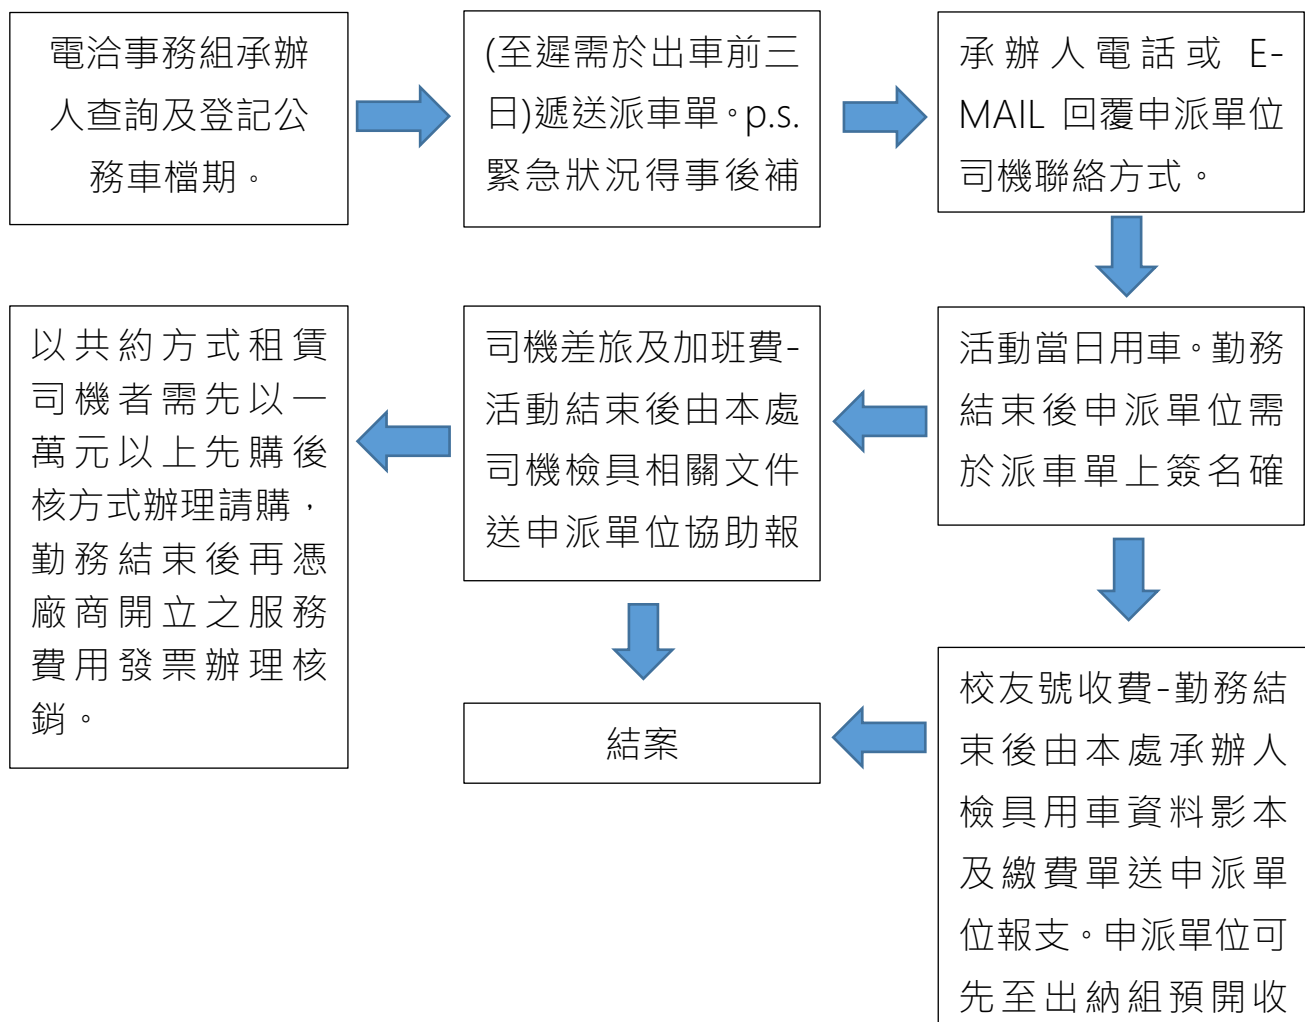 電洽事務組承辦
人查詢及登記公
務車檔期。
(至遲需於出車前三
日)遞送派車單。p.s.
緊急狀況得事後補
承辦人電話或 E-
MAIL 回覆申派單位
司機聯絡方式。
活動當日用車。勤務
結束後申派單位需
於派車單上簽名確
司機差旅及加班費-
活動結束後由本處
司機檢具相關文件
送申派單位協助報
以共約方式租賃
司機者需先以一
萬元以上先購後
核方式辦理請購，
勤務結束後再憑
廠商開立之服務
費用發票辦理核
銷。
校友號收費-勤務結
束後由本處承辦人
檢具用車資料影本
及繳費單送申派單
位報支。申派單位可
先至出納組預開收
結案